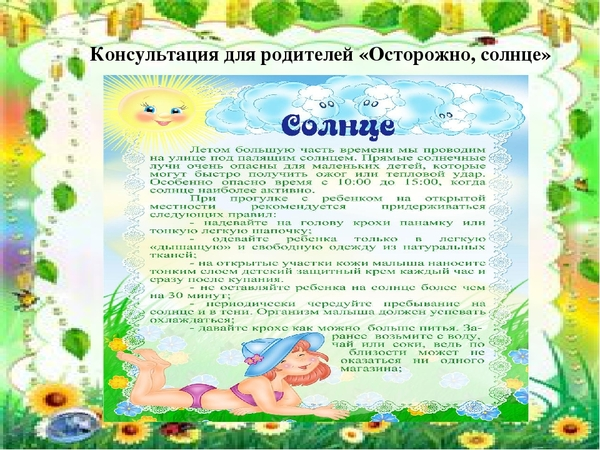 Консультация для родителей «Осторожно, солнце»
Солнце
Летом большую часть времени мы проводим
на улице под палящим солнцем. Прямые солнечные
лучи очень опасны для маленьких детей, которые
могут быстро получить ожог или тепловой удар.
Особенно опасно время с 10:00 до 15:00, когда
солнце наиболее активно.
При прогулке с ребенком на открытой
местности рекомендуется придерживаться
следующих правил:
- надевайте на голову крохи панамку или
тонкую легкую шапочку;
- одевайте ребенка только в легкую
«дышащую» и свободную одежду из натуральных
тканей;
- на открытые участки кожи малыша наносите
тонким слоем детский защитный крем каждый час и
сразу после купания.
- не оставляйте ребенка на солнце более чем
на 30 минут;
- периодически чередуйте пребывание на
солнце и в тени. Организм малыша должен успевать
охлаждаться;
- давайте крохе как можно больше питья. За-
ранее возьмите с воду,
чай или соки, ведь по
близости может не
оказаться ни одного
магазина;